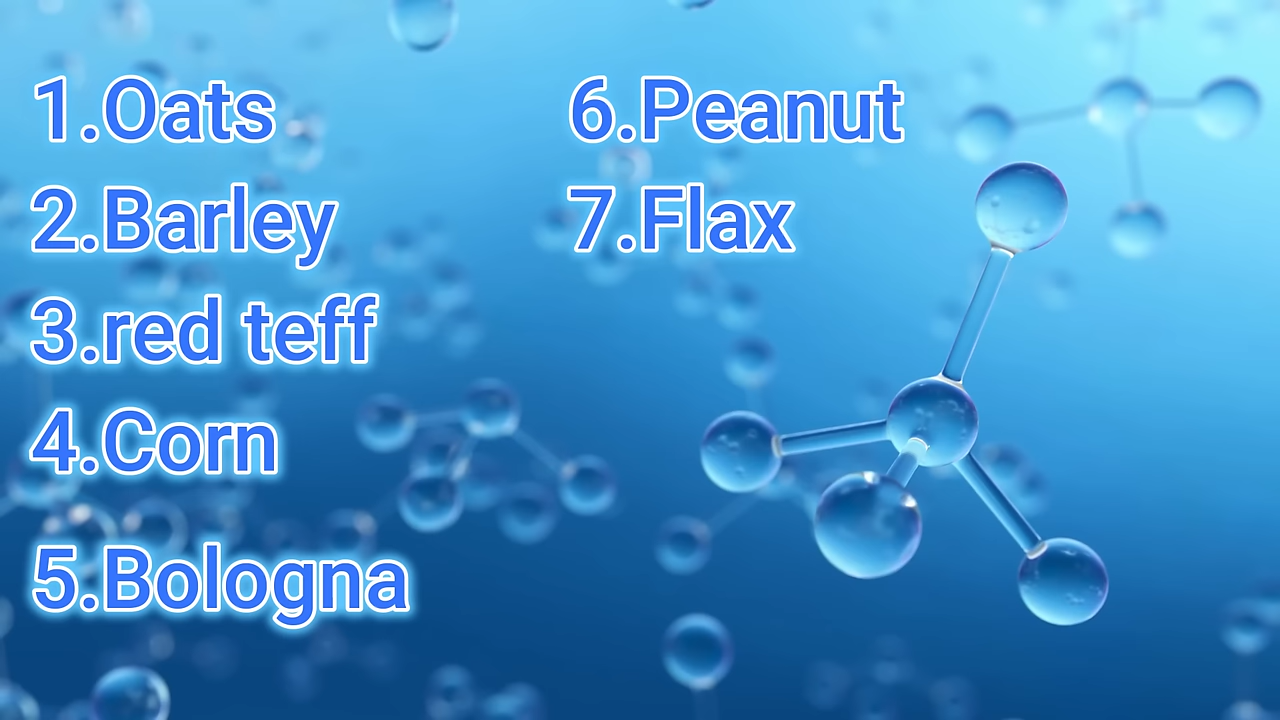 1.Oats
2.Barley
3.red teff
4.Corn
5.Bologna
6.Peanut
7.Flax